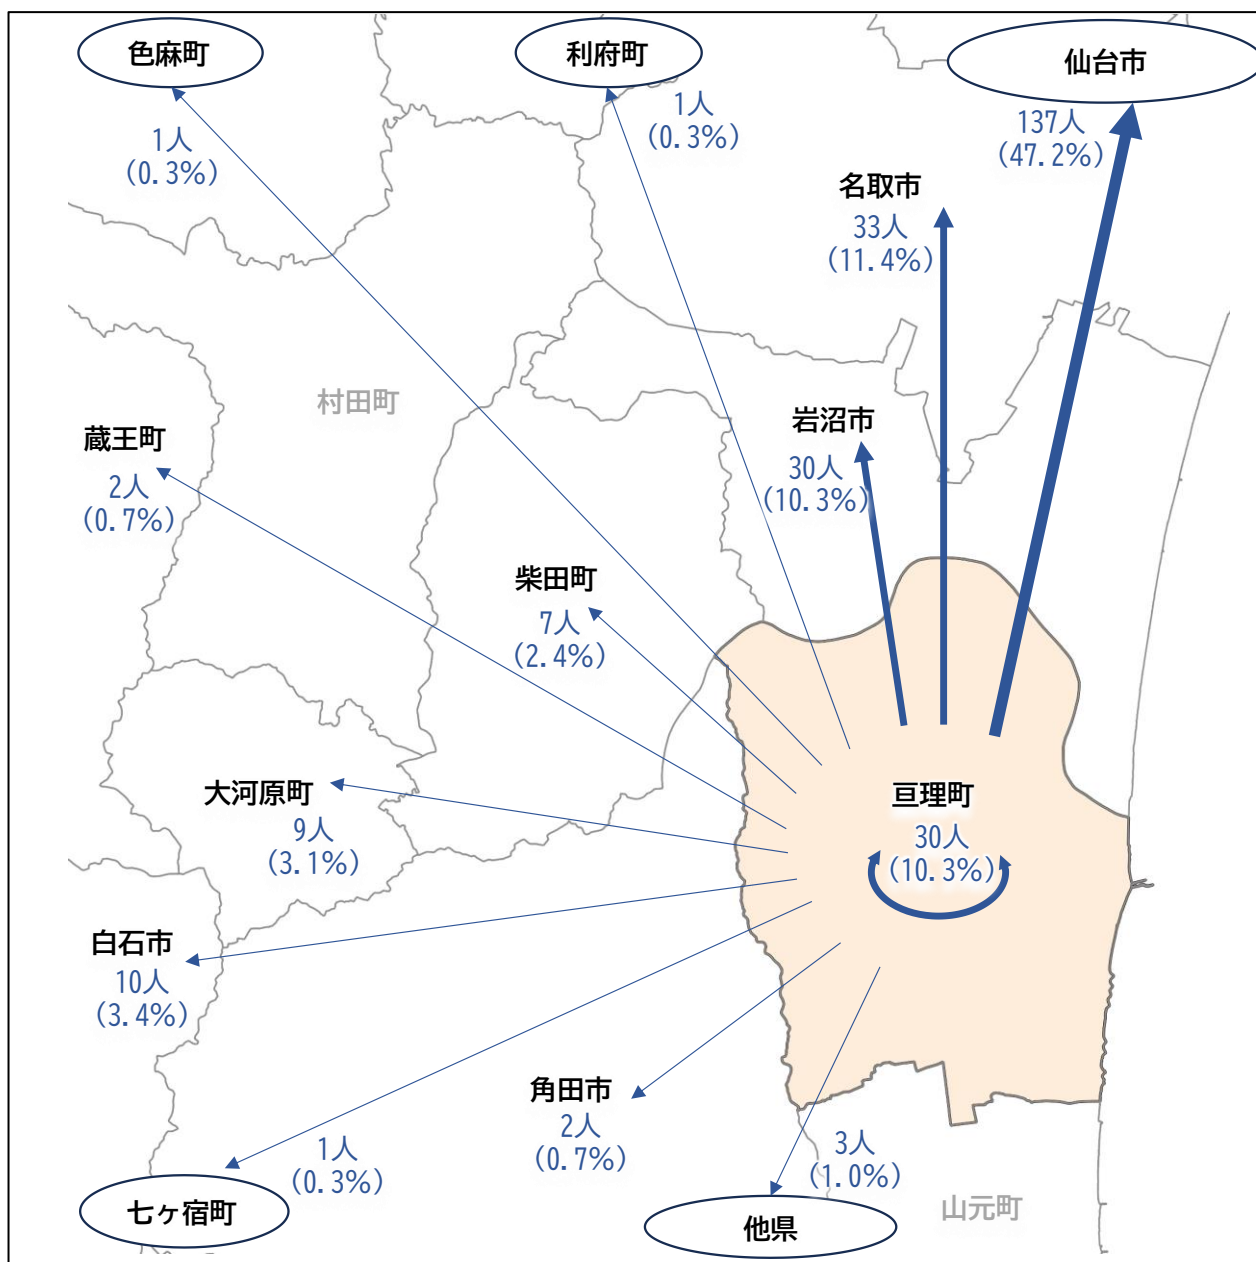 色麻町
1人
(0.3%)
利府町
1人
(0.3%)
仙台市
137人
(47.2%)
名取市
33人
(11.4%)
村田町
蔵王町
2人
(0.7%)
岩沼市
30人
(10.3%)
柴田町
7人
(2.4%)
大河原町
9人
(3.1%)
亘理町
30人
(10.3%)
白石市
10人
(3.4%)
角田市
2人
(0.7%)
七ヶ宿町
1人
(0.3%)
他県
3人
(1.0%)
山元町